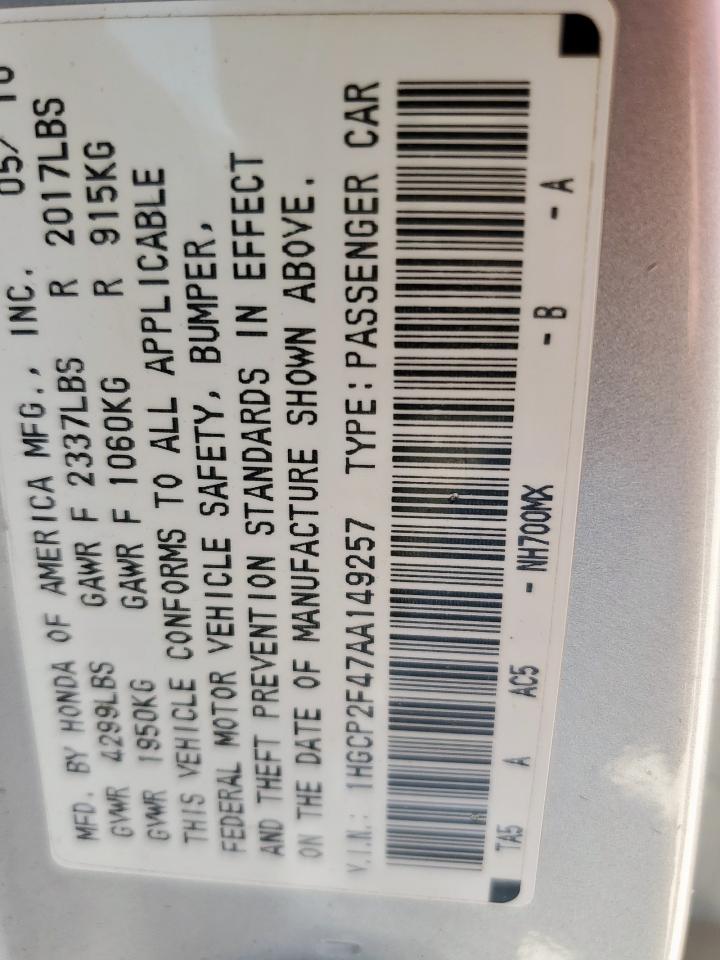 MFD. BY HONDA OF AMERICA MFG., INC. 05/10
GVWR 4299LBS GAWR F 2337LBS R 2017LBS
GVWR 1950KG GAWR F 1060KG R 915KG
THIS VEHICLE CONFORMS TO ALL APPLICABLE
FEDERAL MOTOR VEHICLE SAFETY, BUMPER,
AND THEFT PREVENTION STANDARDS IN EFFECT
ON THE DATE OF MANUFACTURE SHOWN ABOVE.
V.I.N.: 1HGCP2F47AA149257 TYPE:PASSENGER CAR
TA5 A AC5 - NH700MX - B - A